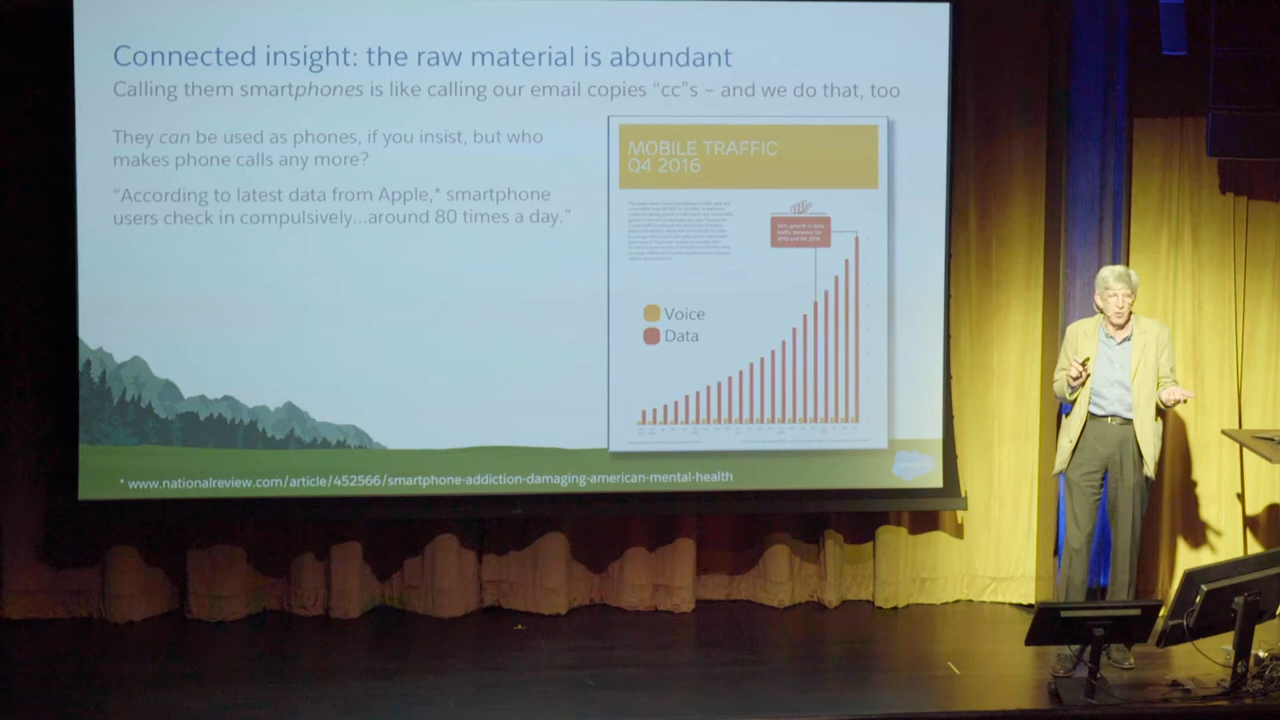 Connected insight: the raw material is abundant
Calling them smartphones is like calling our email copies “cc”s – and we do that, too
They can be used as phones, if you insist, but who
makes phone calls any more?
“According to latest data from Apple,* smartphone
users check in compulsively...around 80 times a day.”
MOBILE TRAFFIC
Q4 2016
Voice
Data
* www.nationalreview.com/article/452566/smartphone-addiction-damaging-american-mental-health